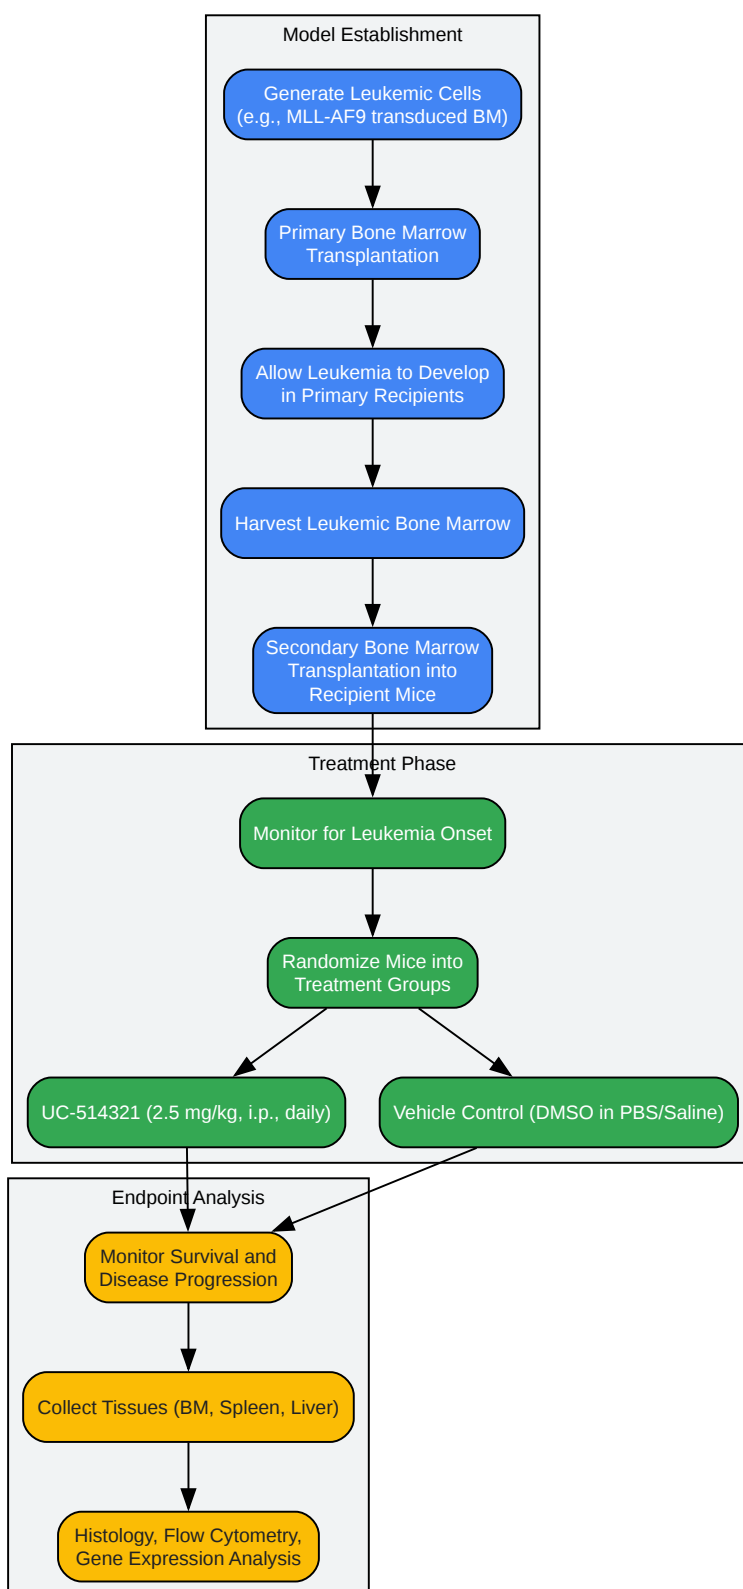 Model Establishment
Generate Leukemic Cells
(e.g., MLL-AF9 transduced BM)
Primary Bone Marrow
Transplantation
Allow Leukemia to Develop
in Primary Recipients
Harvest Leukemic Bone Marrow
Secondary Bone Marrow
Transplantation into
Recipient Mice
Treatment Phase
Monitor for Leukemia Onset
Randomize Mice into
Treatment Groups
UC-514321 (2.5 mg/kg, i.p., daily)
Vehicle Control (DMSO in PBS/Saline)
Endpoint Analysis
Monitor Survival and
Disease Progression
Collect Tissues (BM, Spleen, Liver)
Histology, Flow Cytometry,
Gene Expression Analysis